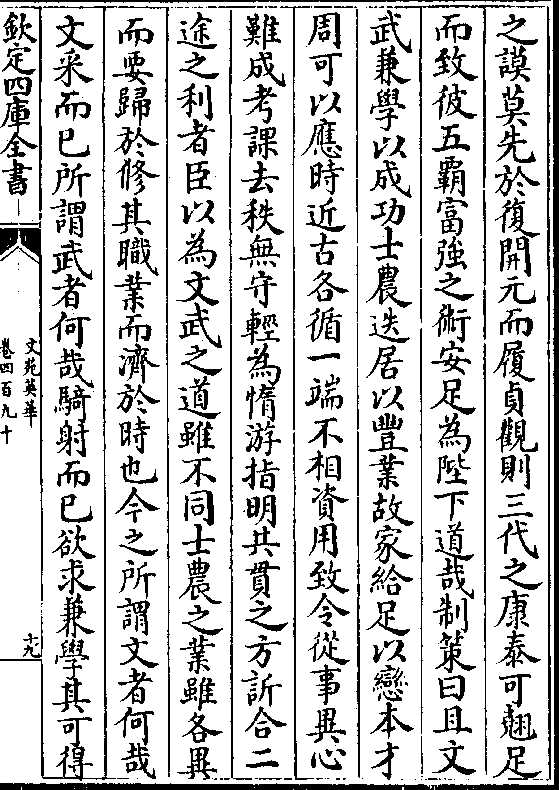 之謨莫先於復開元而履貞觀則三代之康泰可翹足
而致彼五霸富強之術安足為陛下道哉制策曰且文
武兼學以成功士農迭居以豐業故家給足以戀本才
周可以應時近古各循一端不相資用致令從事異心
難成考課去秩無守輕為惰游指明共貫之方訢合二
途之利者臣以為文武之道雖不同士農之業雖各異
而要歸於修其職業而濟於時也今之所謂文者何哉
文采而已所謂武者何哉騎射而已欲求兼學其可得
欽定四庫全書
文苑英華
卷四百九十
十九